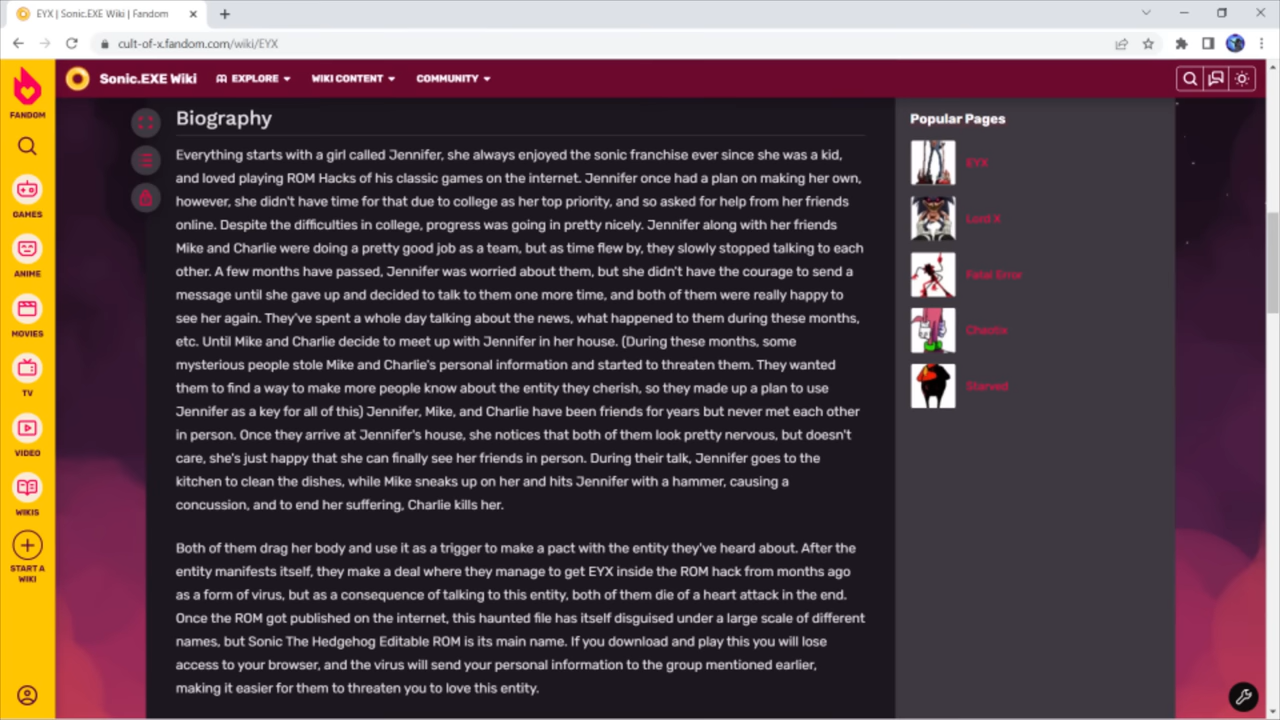 EYX | Sonic.EXE Wiki | Fandom
cult-of-x.fandom.com/wiki/EYX
FANDOM
GAMES
ANIME
MOVIES
TV
VIDEO
WIKIS
START A
WIKI
Sonic.EXE Wiki
EXPLORE
WIKI CONTENT
COMMUNITY
Biography
Everything starts with a girl called Jennifer, she always enjoyed the sonic franchise ever since she was a kid,
and loved playing ROM Hacks of his classic games on the internet. Jennifer once had a plan on making her own,
however, she didn't have time for that due to college as her top priority, and so asked for help from her friends
online. Despite the difficulties in college, progress was going in pretty nicely. Jennifer along with her friends
Mike and Charlie were doing a pretty good job as a team, but as time flew by, they slowly stopped talking to each
other. A few months have passed, Jennifer was worried about them, but she didn't have the courage to send a
message until she gave up and decided to talk to them one more time, and both of them were really happy to
see her again. They've spent a whole day talking about the news, what happened to them during these months,
etc. Until Mike and Charlie decide to meet up with Jennifer in her house. (During these months, some
mysterious people stole Mike and Charlie's personal information and started to threaten them. They wanted
them to find a way to make more people know about the entity they cherish, so they made up a plan to use
Jennifer as a key for all of this) Jennifer, Mike, and Charlie have been friends for years but never met each other
in person. Once they arrive at Jennifer's house, she notices that both of them look pretty nervous, but doesn't
care, she's just happy that she can finally see her friends in person. During their talk, Jennifer goes to the
kitchen to clean the dishes, while Mike sneaks up on her and hits Jennifer with a hammer, causing a
concussion, and to end her suffering, Charlie kills her.
Both of them drag her body and use it as a trigger to make a pact with the entity they've heard about. After the
entity manifests itself, they make a deal where they manage to get EYX inside the ROM hack from months ago
as a form of virus, but as a consequence of talking to this entity, both of them die of a heart attack in the end.
Once the ROM got published on the internet, this haunted file has itself disguised under a large scale of different
names, but Sonic The Hedgehog Editable ROM is its main name. If you download and play this you will lose
access to your browser, and the virus will send your personal information to the group mentioned earlier,
making it easier for them to threaten you to love this entity.
Popular Pages
EYX
Lord X
Fatal Error
Chaotix
Starved